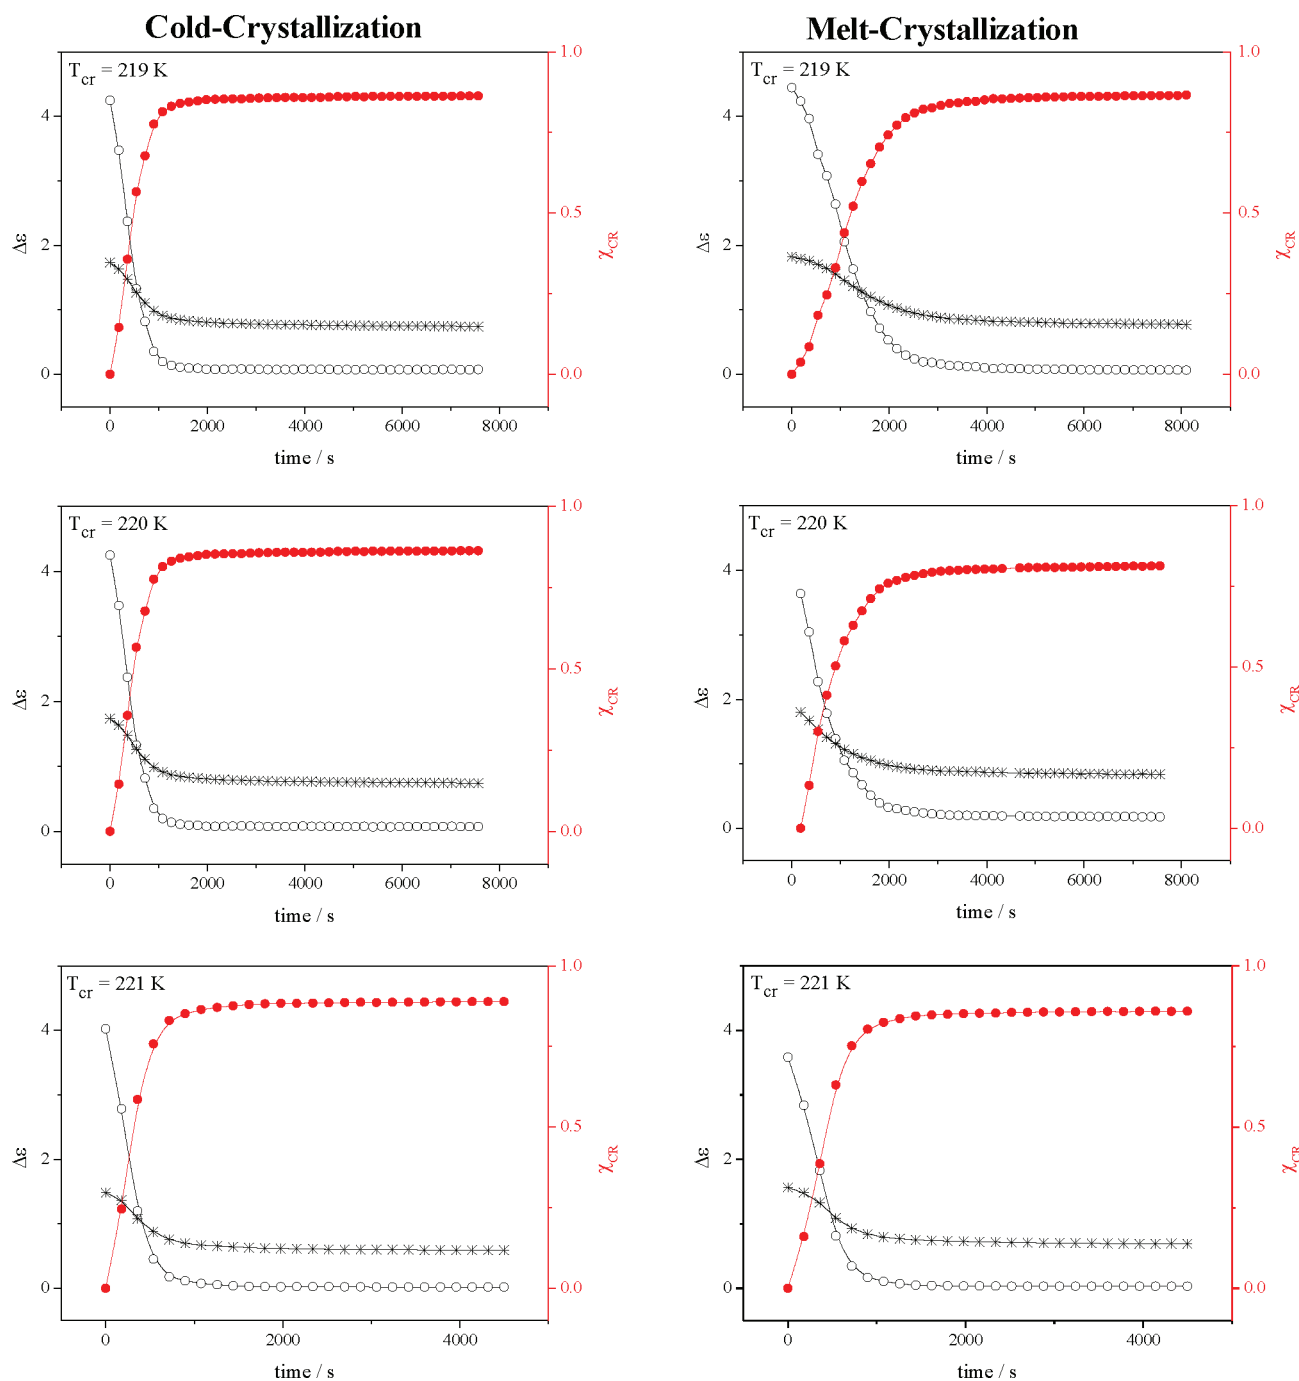 Cold-Crystallization
Melt-Crystallization
Tcr = 219 K
4
2
0
Δε
1.0
0.5
0.0
χCR
0 2000 4000 6000 8000
time / s
Tcr = 219 K
4
2
0
Δε
1.0
0.5
0.0
χCR
0 2000 4000 6000 8000
time / s
Tcr = 220 K
4
2
0
Δε
1.0
0.5
0.0
χCR
0 2000 4000 6000 8000
time / s
Tcr = 220 K
4
2
0
Δε
1.0
0.5
0.0
χCR
0 2000 4000 6000 8000
time / s
Tcr = 221 K
4
2
0
Δε
1.0
0.5
0.0
χCR
0 2000 4000
time / s
Tcr = 221 K
4
2
0
Δε
1.0
0.5
0.0
χCR
0 2000 4000
time / s